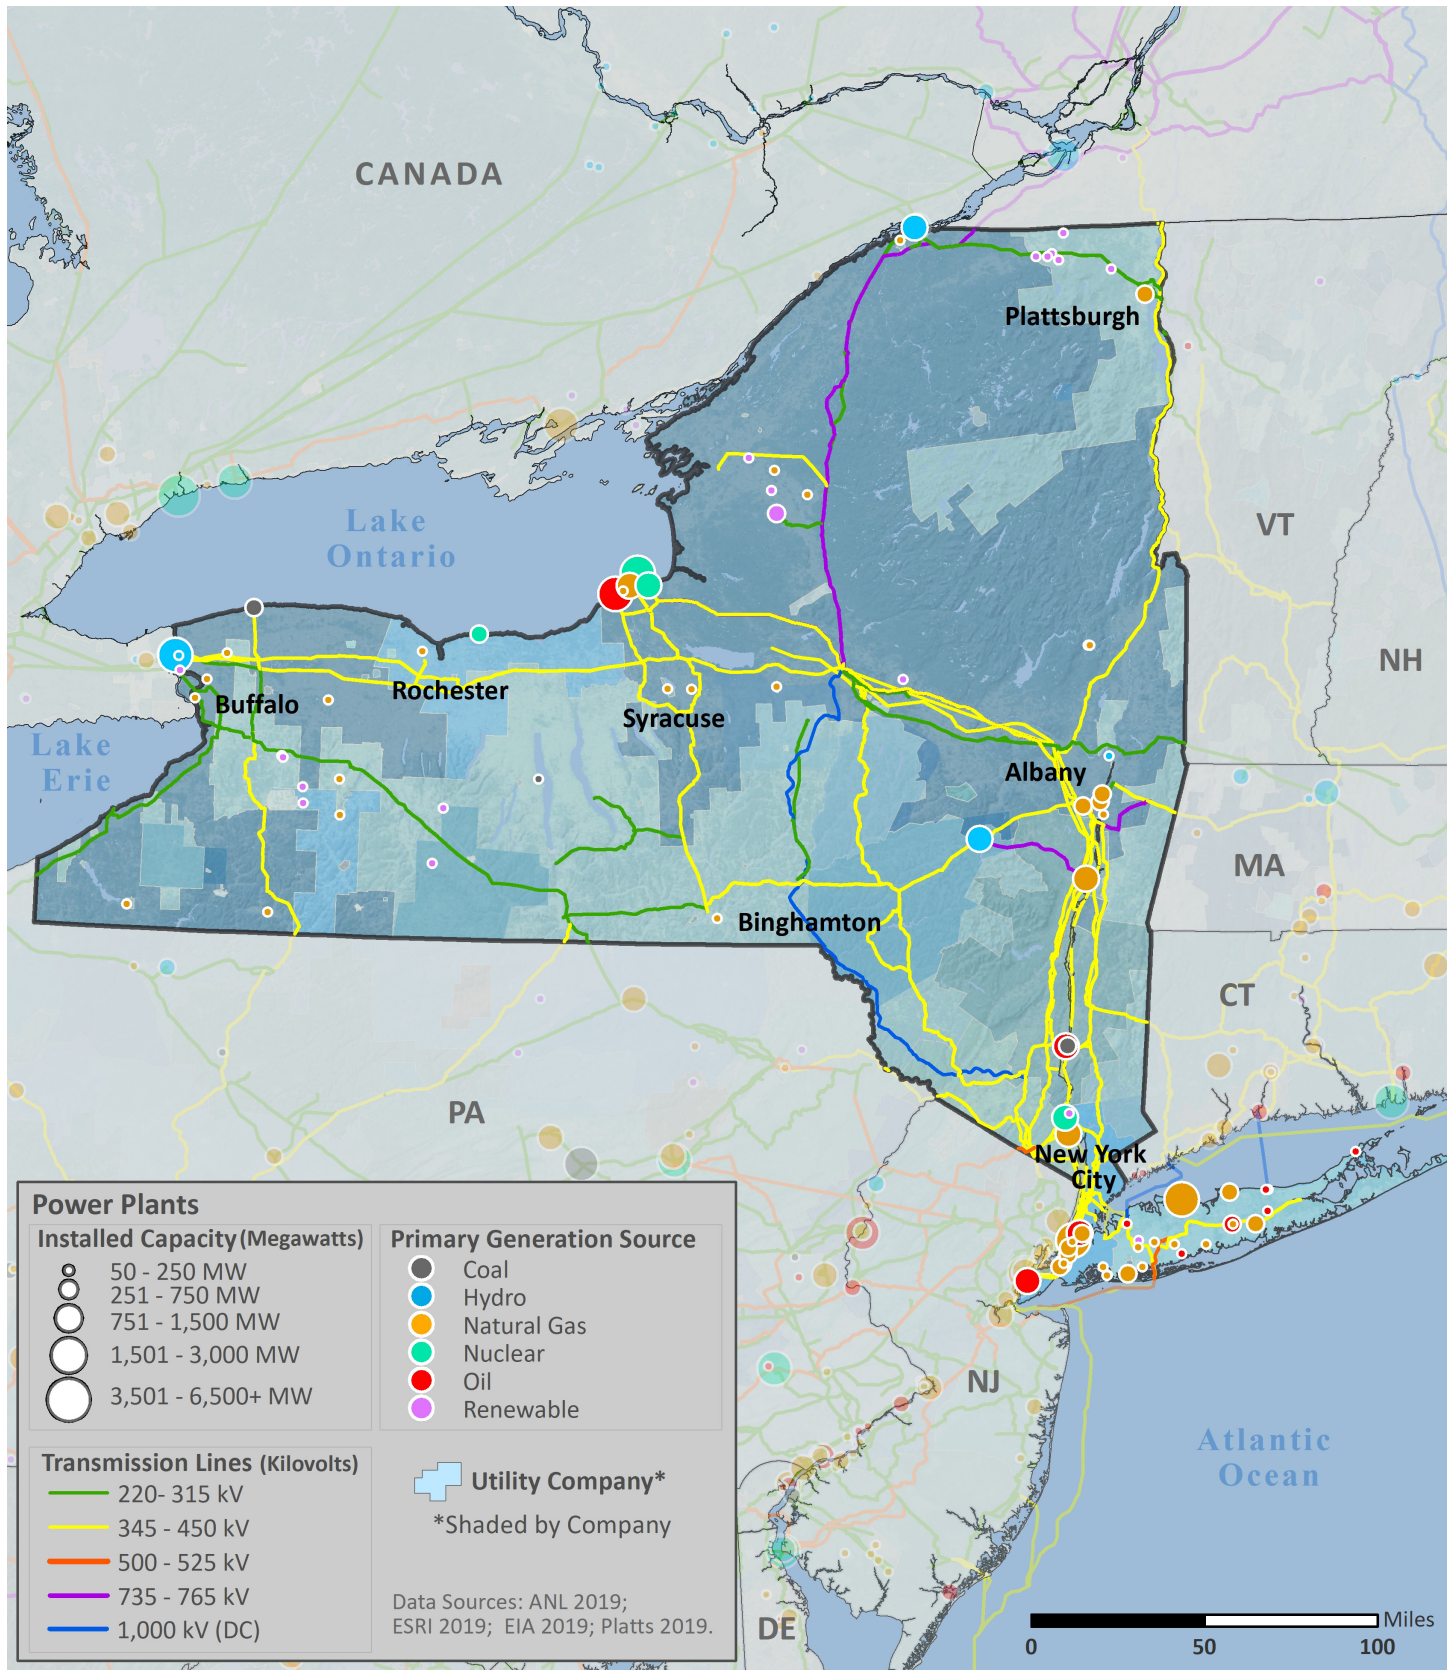 CANADA
Plattsburgh
Lake
Ontario
VT
NH
Rochester
Buffalo
Syracuse
Lake
Erie
Albany
MA
Binghamton
CT
PA
New York
City
NJ
Atlantic
Ocean
DE
Power Plants
Installed Capacity (Megawatts)
50 - 250 MW
251 - 750 MW
751 - 1,500 MW
1,501 - 3,000 MW
3,501 - 6,500+ MW
Primary Generation Source
Coal
Hydro
Natural Gas
Nuclear
Oil
Renewable
Transmission Lines (Kilovolts)
220- 315 kV
345 - 450 kV
500 - 525 kV
735 - 765 kV
1,000 kV (DC)
Utility Company*
*Shaded by Company
Data Sources: ANL 2019;
ESRI 2019; EIA 2019; Platts 2019.
Miles
0 50 100